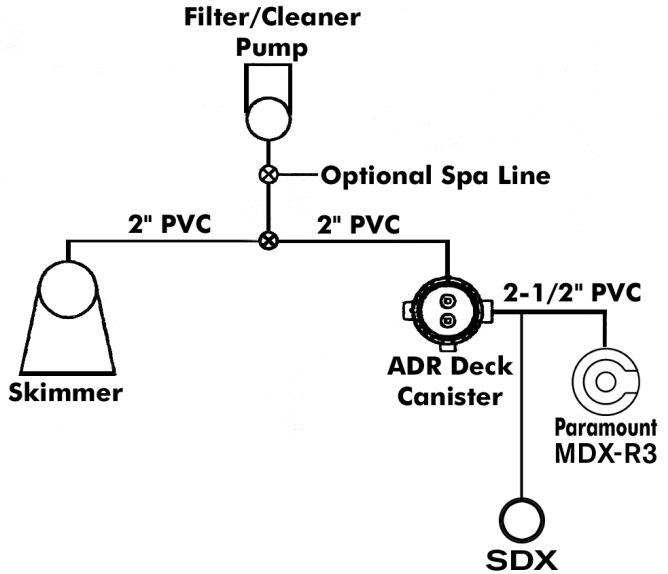 Filter/Cleaner
Pump
Optional Spa Line
2" PVC
2" PVC
2-1/2" PVC
ADR Deck
Canister
Skimmer
Paramount
MDX-R3
SDX